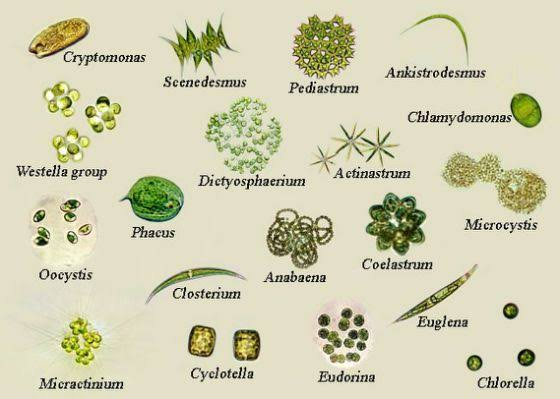 Cryptomonas
Scenedesmus
Pediastrum
Ankistrodesmus
Chlamydomonas
Westella group
Dictyosphaerium
Actinastrum
Microcystis
Phacus
Oocystis
Anabaena
Coelastrum
Closterium
Euglena
Micractinium
Cyclotella
Eudorina
Chlorella